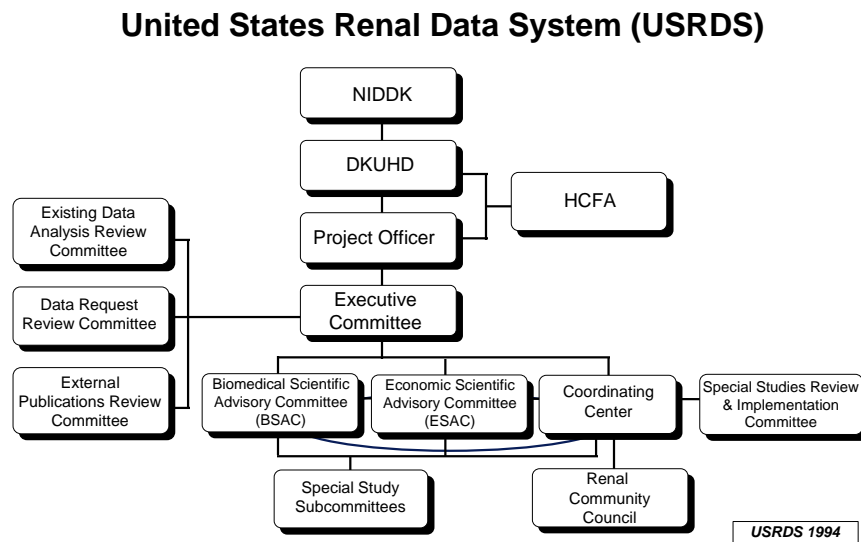 United States Renal Data System (USRDS)
NIDDK
DKUHD
HCFA
Project Officer
Existing Data
Analysis Review
Committee
Data Request
Review Committee
External
Publications Review
Committee
Executive
Committee
Biomedical Scientific
Advisory Committee
(BSAC)
Economic Scientific
Advisory Committee
(ESAC)
Coordinating
Center
Special Studies Review
& Implementation
Committee
Special Study
Subcommittees
Renal
Community
Council
USRDS 1994